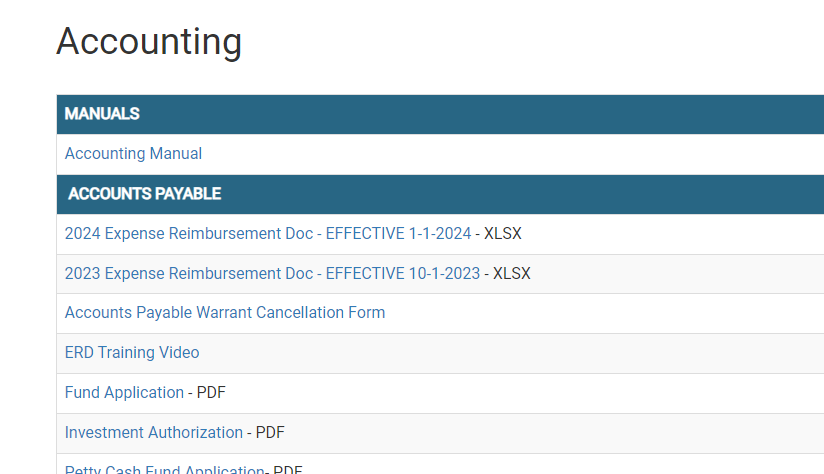 Accounting
MANUALS
Accounting Manual
ACCOUNTS PAYABLE
2024 Expense Reimbursement Doc - EFFECTIVE 1-1-2024 - XLSX
2023 Expense Reimbursement Doc - EFFECTIVE 10-1-2023 - XLSX
Accounts Payable Warrant Cancellation Form
ERD Training Video
Fund Application - PDF
Investment Authorization - PDF
Petty Cash Fund Application- PDF